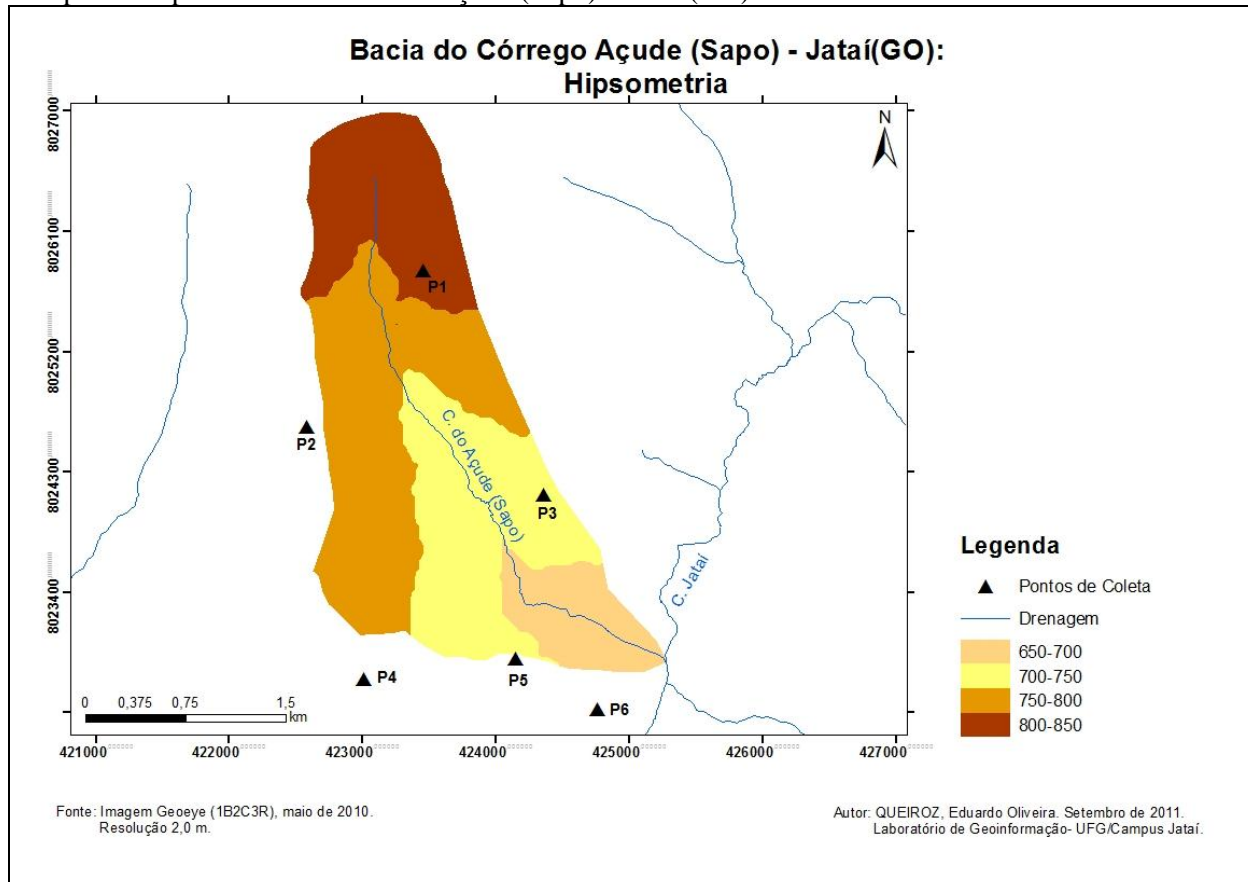 Bacia do Córrego Açude (Sapo) - Jataí(GO):
Hipsometria
N
8027000
8026100
8025200
8024300
8023400
P1
P2
C. do Açude (Sapo)
P3
C. Jataí
P4
P5
P6
0 0,375 0,75 1,5
km
421000 422000 423000 424000 425000 426000 427000
Legenda
Pontos de Coleta
Drenagem
650-700
700-750
750-800
800-850
Fonte: Imagem Geoeye (1B2C3R), maio de 2010.
Resolução 2,0 m.
Autor: QUEIROZ, Eduardo Oliveira. Setembro de 2011.
Laboratório de Geoinformação- UFG/Campus Jataí.